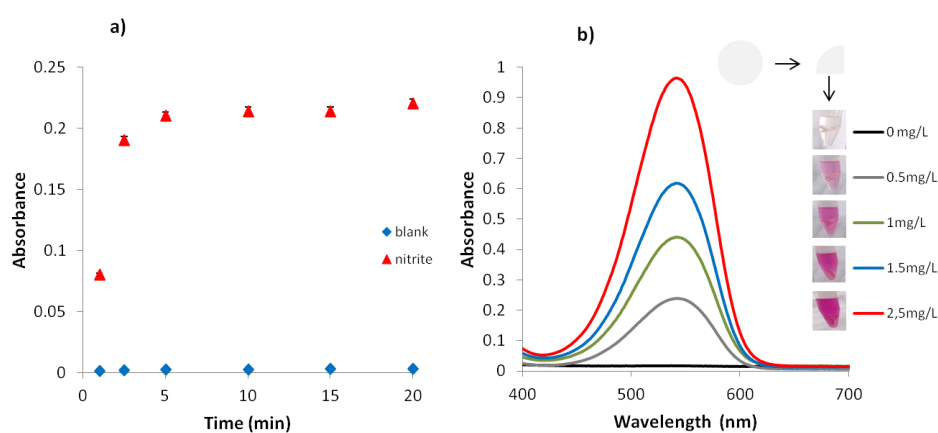 a)
0.25
0.2
0.15
0.1
0.05
0
0 5 10 15 20
Absorbance
Time (min)
blank
nitrite
b)
1
0.9
0.8
0.7
0.6
0.5
0.4
0.3
0.2
0.1
0
400 500 600 700
Absorbance
Wavelength (nm)
0 mg/L
0.5mg/L
1mg/L
1.5mg/L
2,5mg/L